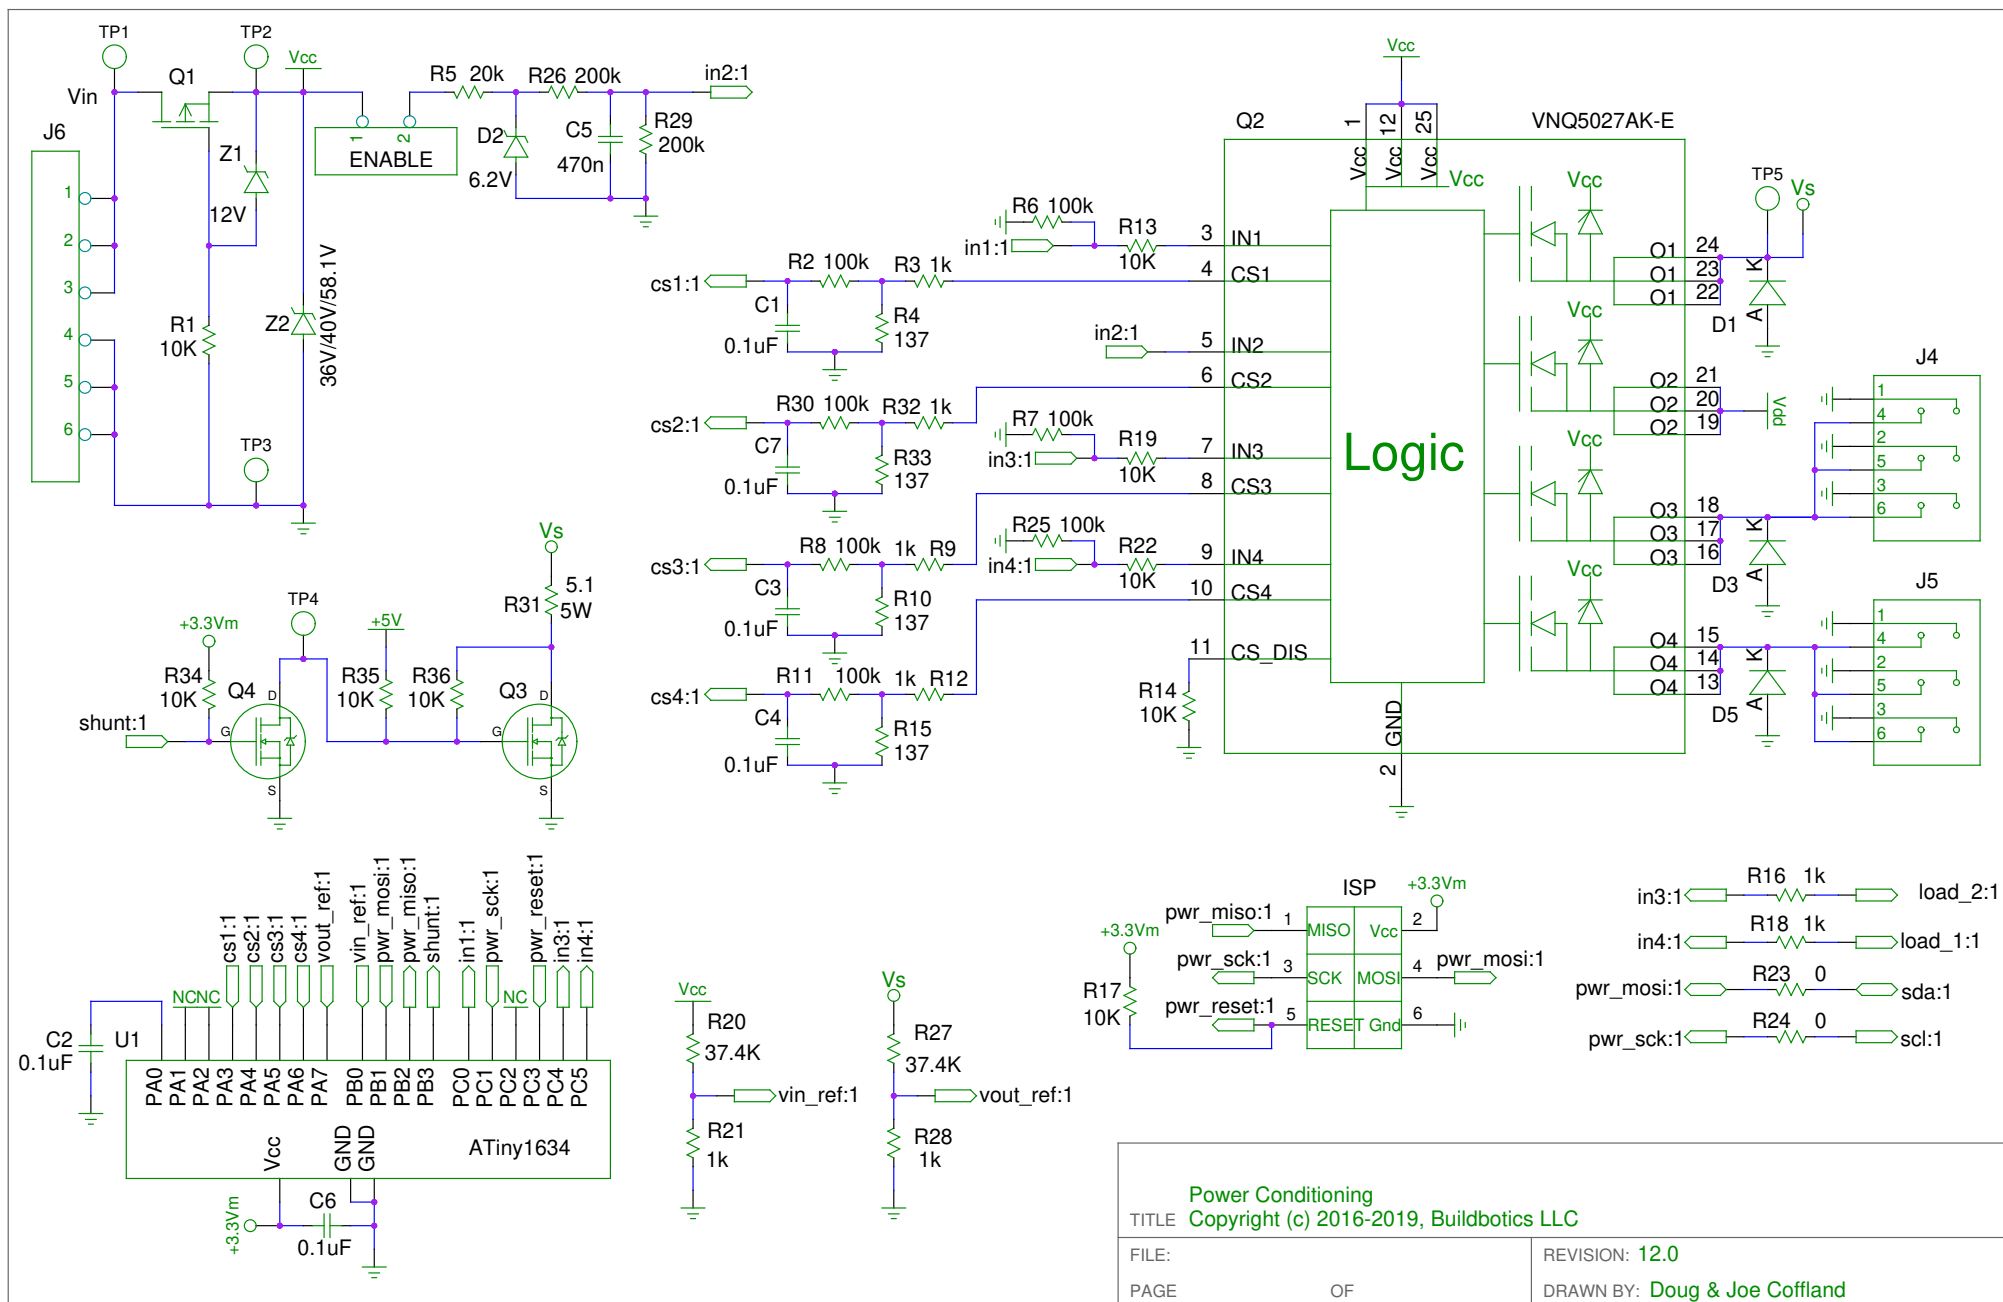 TP1
TP2
Vcc
Vin
Q1
J6
1
2
3
4
5
6
Z1
12V
R1
10K
Z2
36V/40V/58.1V
TP3
1
2
ENABLE
R5 20k
R26 200k
in2:1
D2
6.2V
C5
470n
R29
200k
cs1:1
R2 100k
R3 1k
C1
0.1uF
R4
137
cs2:1
R30 100k
R32 1k
C7
0.1uF
R33
137
cs3:1
R8 100k
1k R9
C3
0.1uF
R10
137
cs4:1
R11 100k
1k R12
C4
0.1uF
R15
137
R6 100k
in1:1
R13
10K
in2:1
R7 100k
in3:1
R19
10K
R25 100k
in4:1
R22
10K
R14
10K
Q2
VNQ5027AK-E
Vcc
1
12
25
Vcc
Vcc
Vcc
Vcc
3 IN1
4 CS1
5 IN2
6 CS2
7 IN3
8 CS3
9 IN4
10 CS4
11 CS_DIS
Logic
GND
2
Vcc
Vcc
Vcc
Vcc
O1 24
O1 23
O1 22
O2 21
O2 20
O2 19
O3 18
O3 17
O3 16
O4 15
O4 14
O4 13
TP5
Vs
K
A
D1
Vdd
K
A
D3
K
A
D5
J4
1
4
2
5
3
6
J5
1
4
2
5
3
6
+3.3Vm
R34
10K
shunt:1
Q4
G
D
S
TP4
+5V
R35
10K
R36
10K
Vs
R31
5.1
5W
Q3
G
D
S
C2
0.1uF
U1
NC
NC
cs1:1
cs2:1
cs3:1
cs4:1
vout_ref:1
vin_ref:1
pwr_mosi:1
pwr_miso:1
shunt:1
in1:1
pwr_sck:1
NC
pwr_reset:1
in3:1
in4:1
PA0
PA1
PA2
PA3
PA4
PA5
PA6
PA7
PB0
PB1
PB2
PB3
PC0
PC1
PC2
PC3
PC4
PC5
Vcc
GND
GND
ATiny1634
+3.3Vm
C6
0.1uF
Vcc
R20
37.4K
vin_ref:1
R21
1k
Vs
R27
37.4K
vout_ref:1
R28
1k
ISP
+3.3Vm
+3.3Vm
R17
10K
pwr_miso:1
1
MISO
Vcc
2
pwr_sck:1
3
SCK
MOSI
4
pwr_mosi:1
pwr_reset:1
5
RESET
Gnd
6
in3:1
R16 1k
load_2:1
in4:1
R18 1k
load_1:1
pwr_mosi:1
R23 0
sda:1
pwr_sck:1
R24 0
scl:1
Power Conditioning
TITLE Copyright (c) 2016-2019, Buildbotics LLC
FILE:
REVISION: 12.0
PAGE OF
DRAWN BY: Doug & Joe Coffland